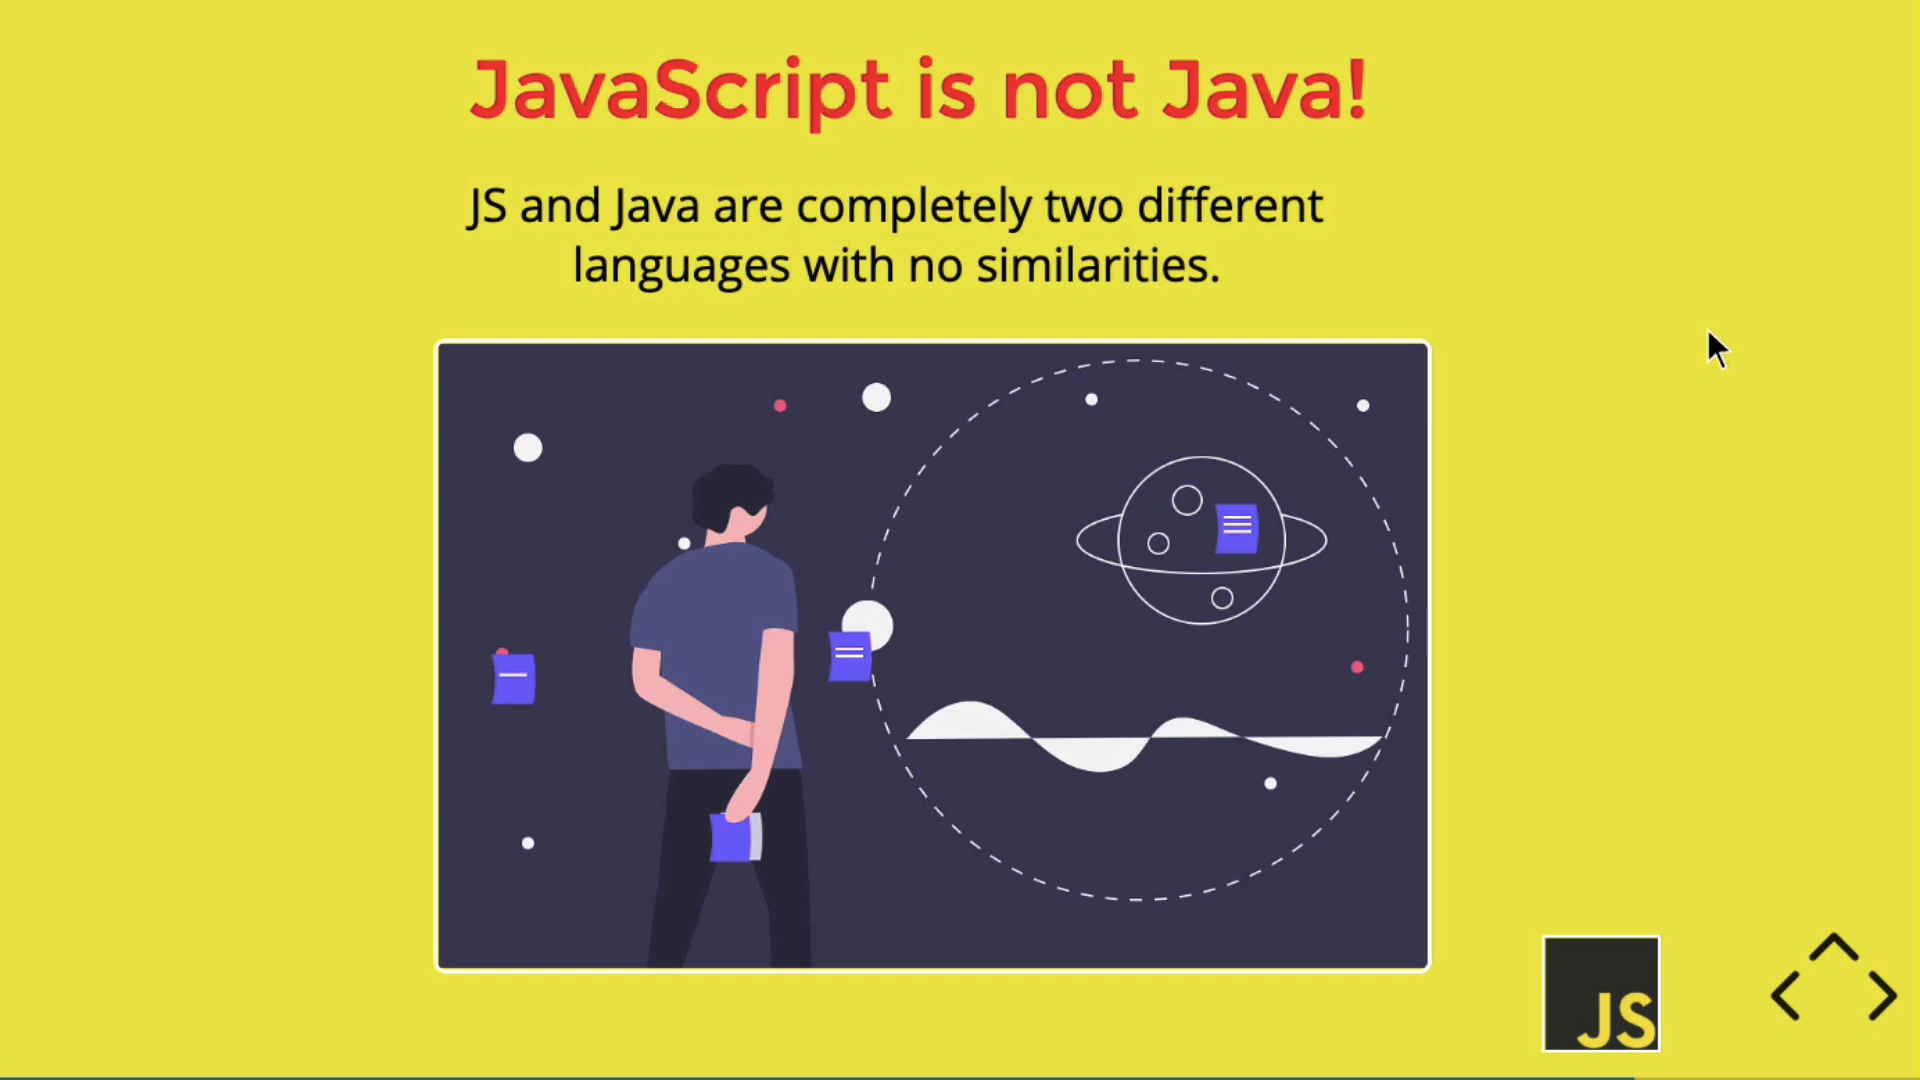 JavaScript is not Java!
JS and Java are completely two different
languages with no similarities.
JS